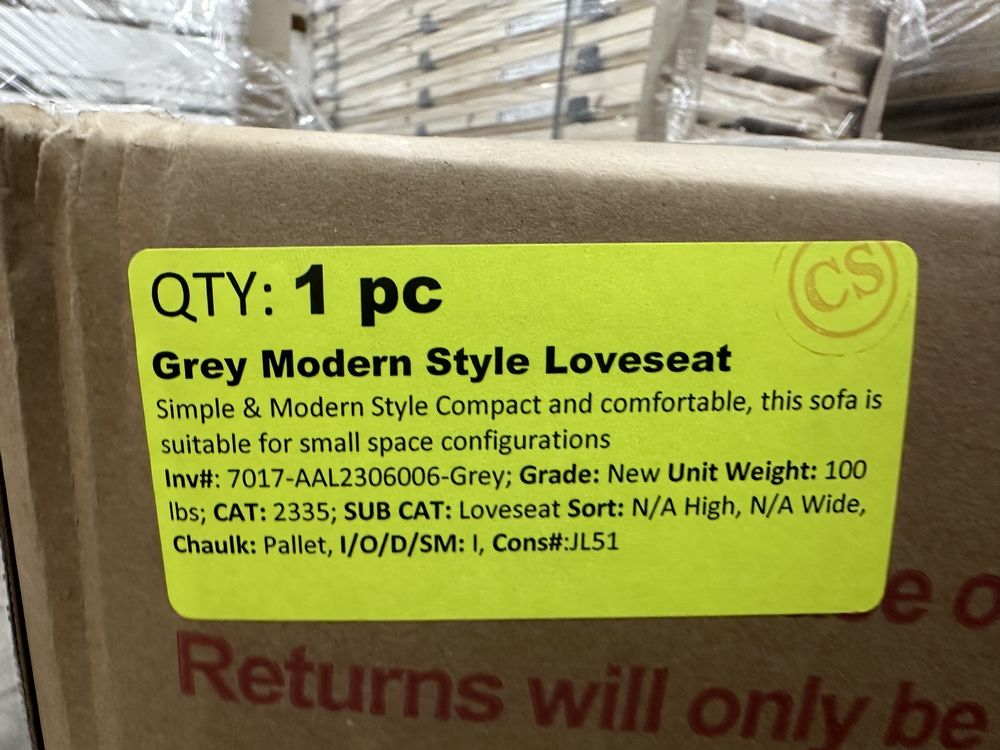 CS
QTY: 1 pc
Grey Modern Style Loveseat
Simple & Modern Style Compact and comfortable, this sofa is
suitable for small space configurations
Inv#: 7017-AAL2306006-Grey; Grade: New Unit Weight: 100
lbs; CAT: 2335; SUB CAT: Loveseat Sort: N/A High, N/A Wide,
Chaulk: Pallet, I/O/D/SM: I, Cons#:JL51
Returns will only be